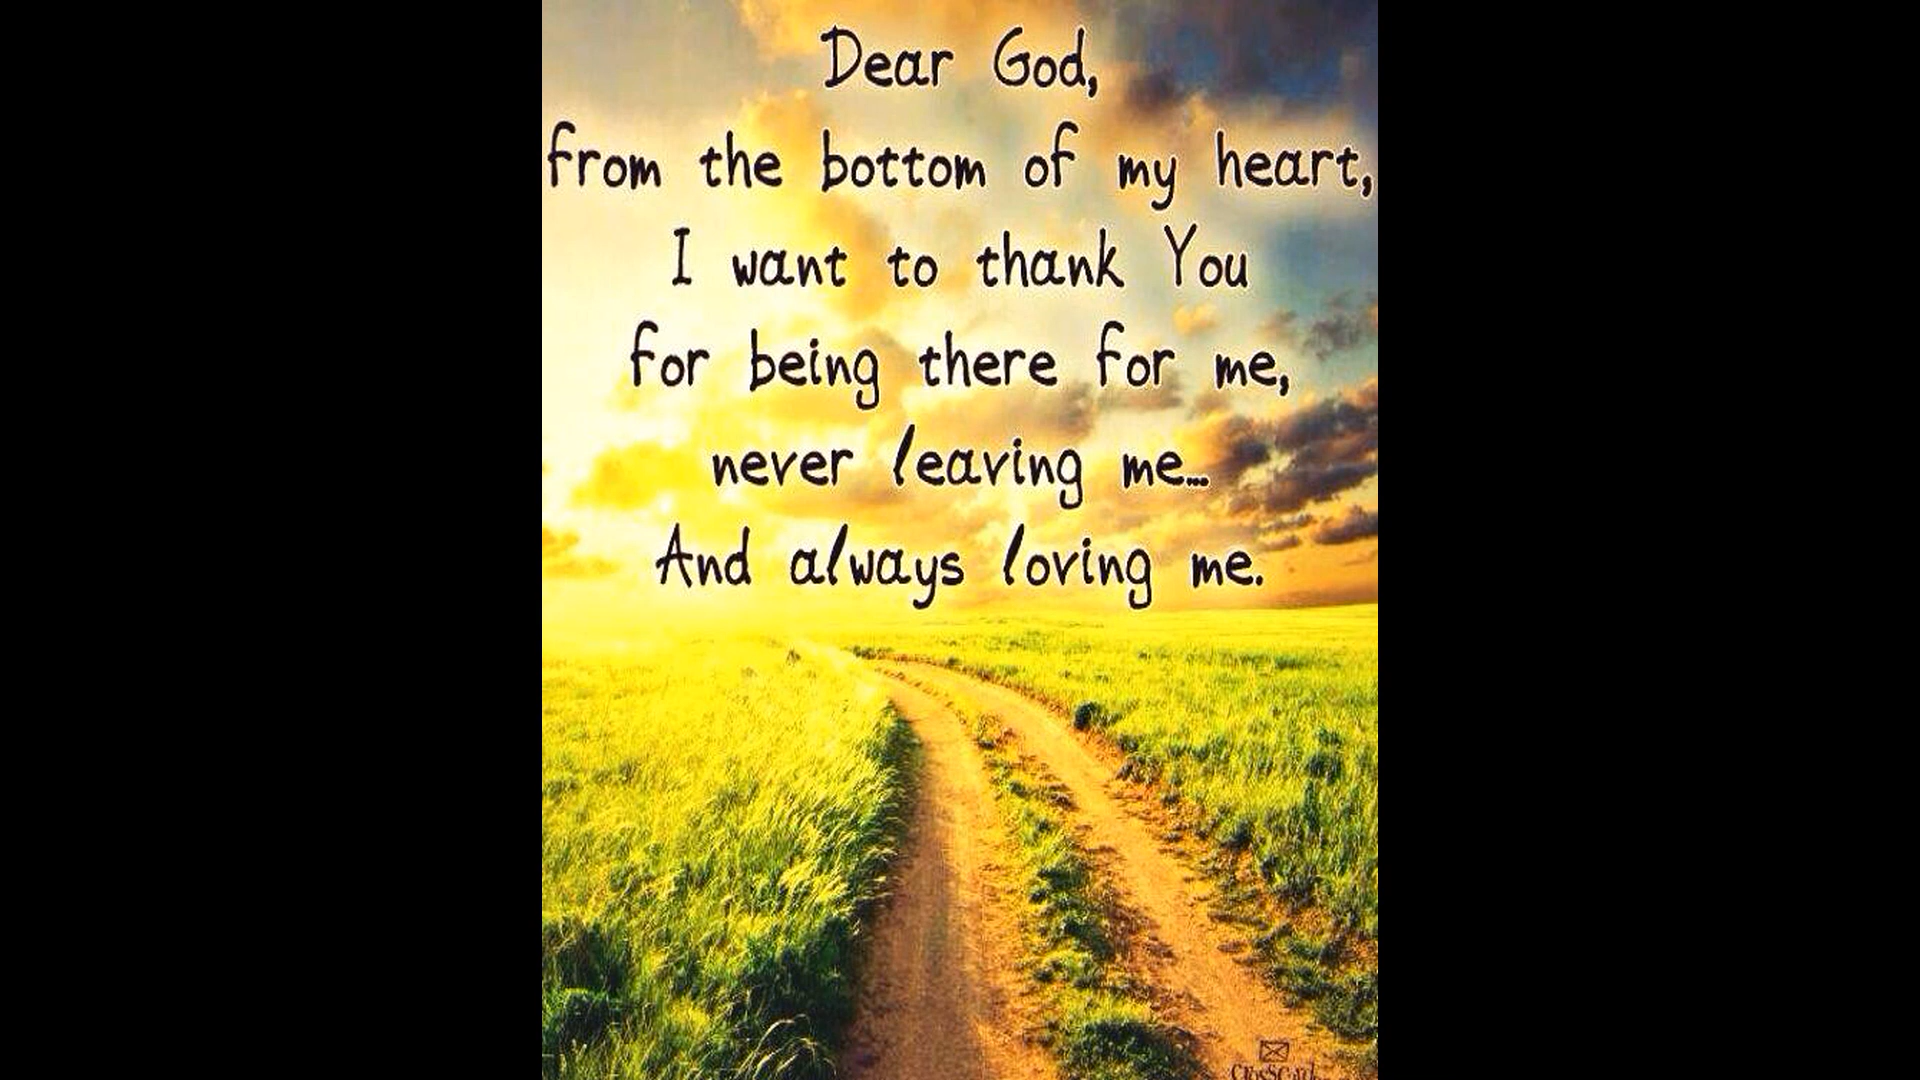 Dear God,
from the bottom of my heart,
I want to thank You
for being there for me,
never leaving me...
And always loving me.